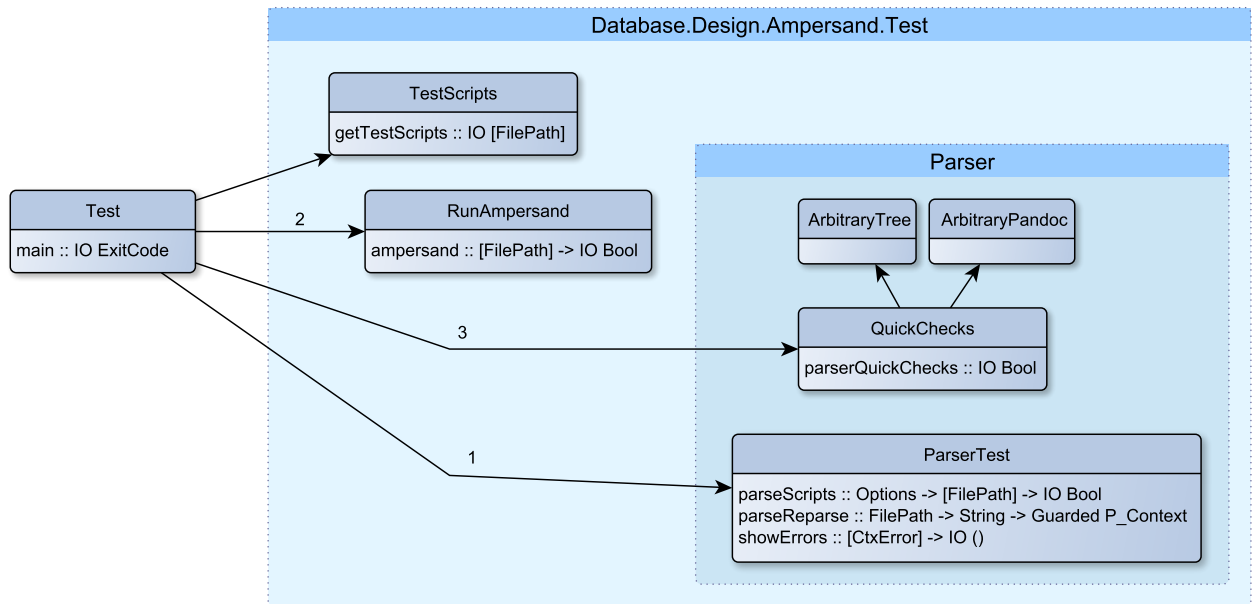 Database.Design.Ampersand.Test
TestScripts
getTestScripts :: IO [FilePath]
Parser
Test
main :: IO ExitCode
2
RunAmpersand
ampersand :: [FilePath] -> IO Bool
ArbitraryTree
ArbitraryPandoc
3
QuickChecks
parserQuickChecks :: IO Bool
1
ParserTest
parseScripts :: Options -> [FilePath] -> IO Bool
parseReparse :: FilePath -> String -> Guarded P_Context
showErrors :: [CtxError] -> IO ()